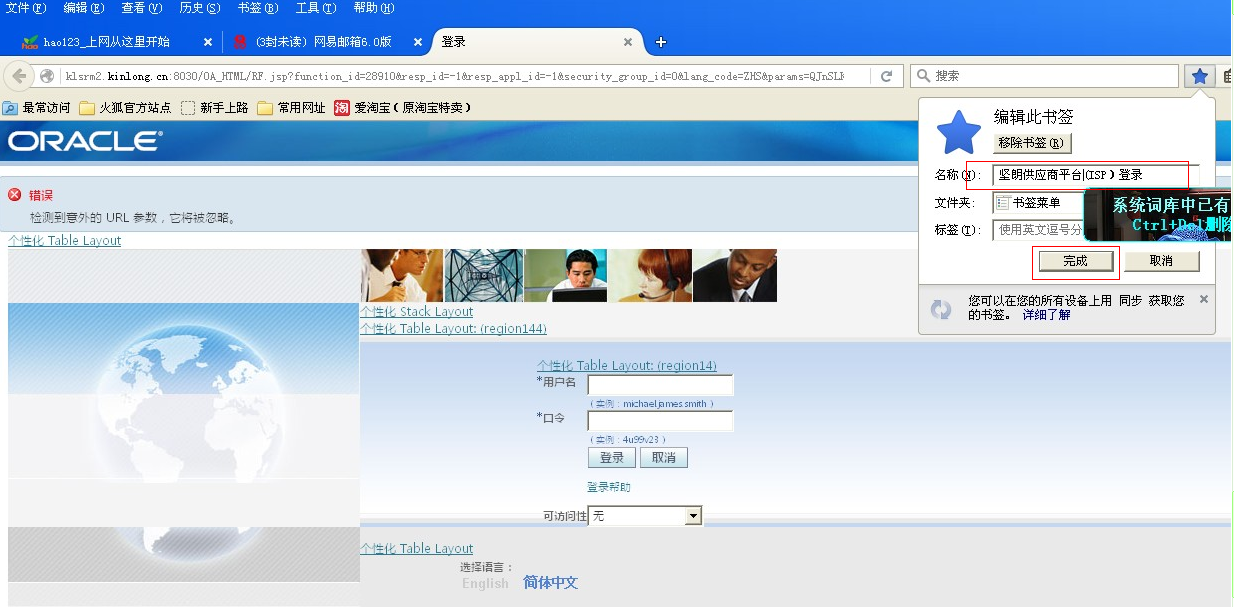 文件(F) 编辑(E) 查看(V) 历史(S) 书签(B) 工具(T) 帮助(H)
hao123_上网从这里开始 × (3封未读) 网易邮箱6.0版 × 登录 × +
klsrm2.kinlong.cn:8030/OA_HTML/RF.jsp?function_id=28910&resp_id=-1&resp_appl_id=-1&security_group_id=0&lang_code=ZHS&params=QJnSLK 搜索
最常访问 火狐官方站点 新手上路 常用网址 淘 爱淘宝（原淘宝特卖）
ORACLE®
编辑此书签
移除书签(R)
名称(N): 坚朗供应商平台|(ISP) 登录
文件夹: 书签菜单
标签(T): 使用英文逗号分
系统词库中已有
Ctrl+Del删除
完成 取消
您可以在您的所有设备上用 同步 获取您
的书签。 详细了解
错误
检测到意外的 URL 参数，它将被忽略。
个性化 Table Layout
个性化 Stack Layout
个性化 Table Layout: (region144)
个性化 Table Layout: (region14)
*用户名
（实例：michael.james.smith）
*口令
（实例：4u99v23）
登录 取消
登录帮助
可访问性 无
个性化 Table Layout
选择语言：
English 简体中文